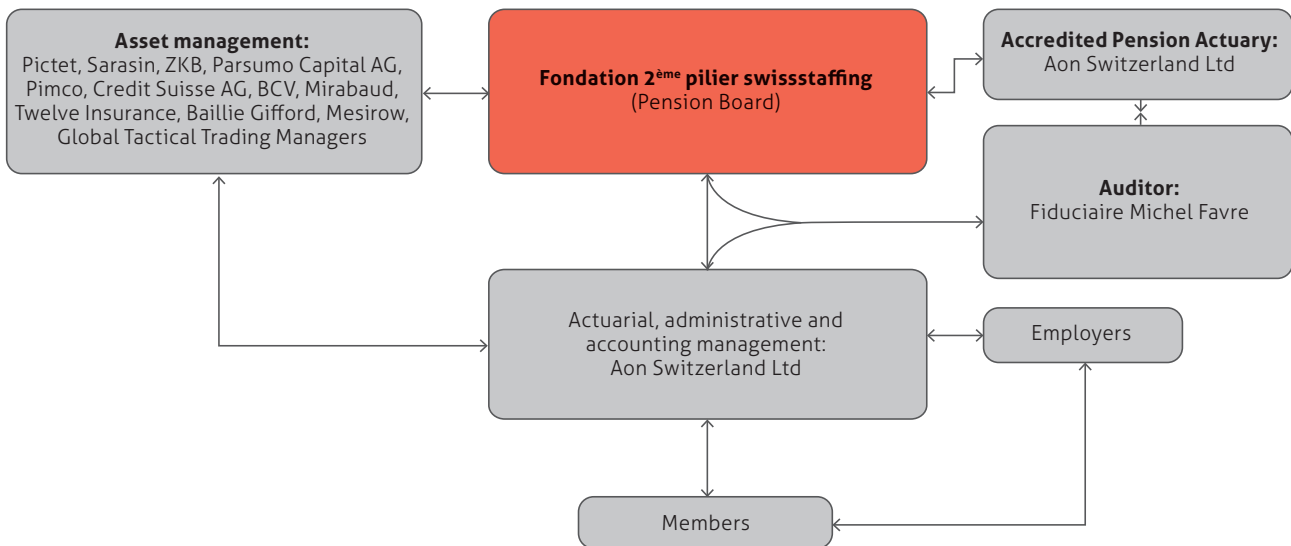 Asset management:
Pictet, Sarasin, ZKB, Parsumo Capital AG,
Pimco, Credit Suisse AG, BCV, Mirabaud,
Twelve Insurance, Baillie Gifford, Mesirow,
Global Tactical Trading Managers
Fondation 2ème pilier swissstaffing
(Pension Board)
Accredited Pension Actuary:
Aon Switzerland Ltd
Auditor:
Fiduciaire Michel Favre
Actuarial, administrative and
accounting management:
Aon Switzerland Ltd
Employers
Members